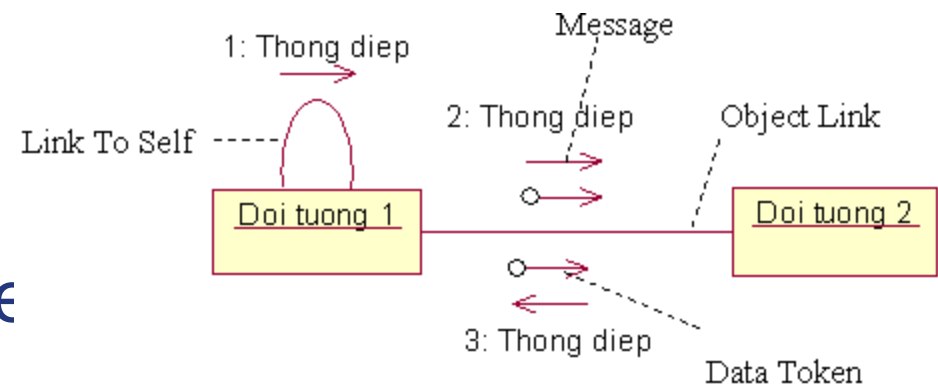 Message
1: Thong diep
2: Thong diep
Object Link
Link To Self
Doi tuong 1
Doi tuong 2
e
3: Thong diep
Data Token